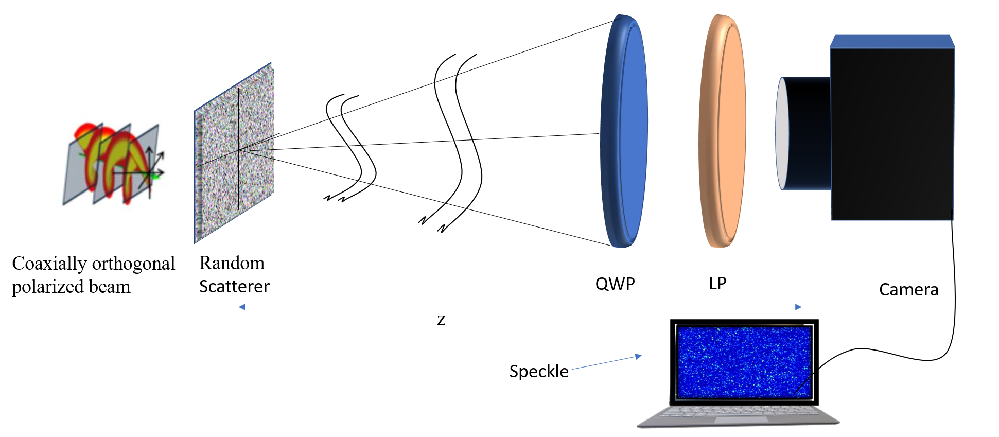 Coaxially orthogonal
polarized beam
Random
Scatterer
QWP
LP
Camera
z
Speckle